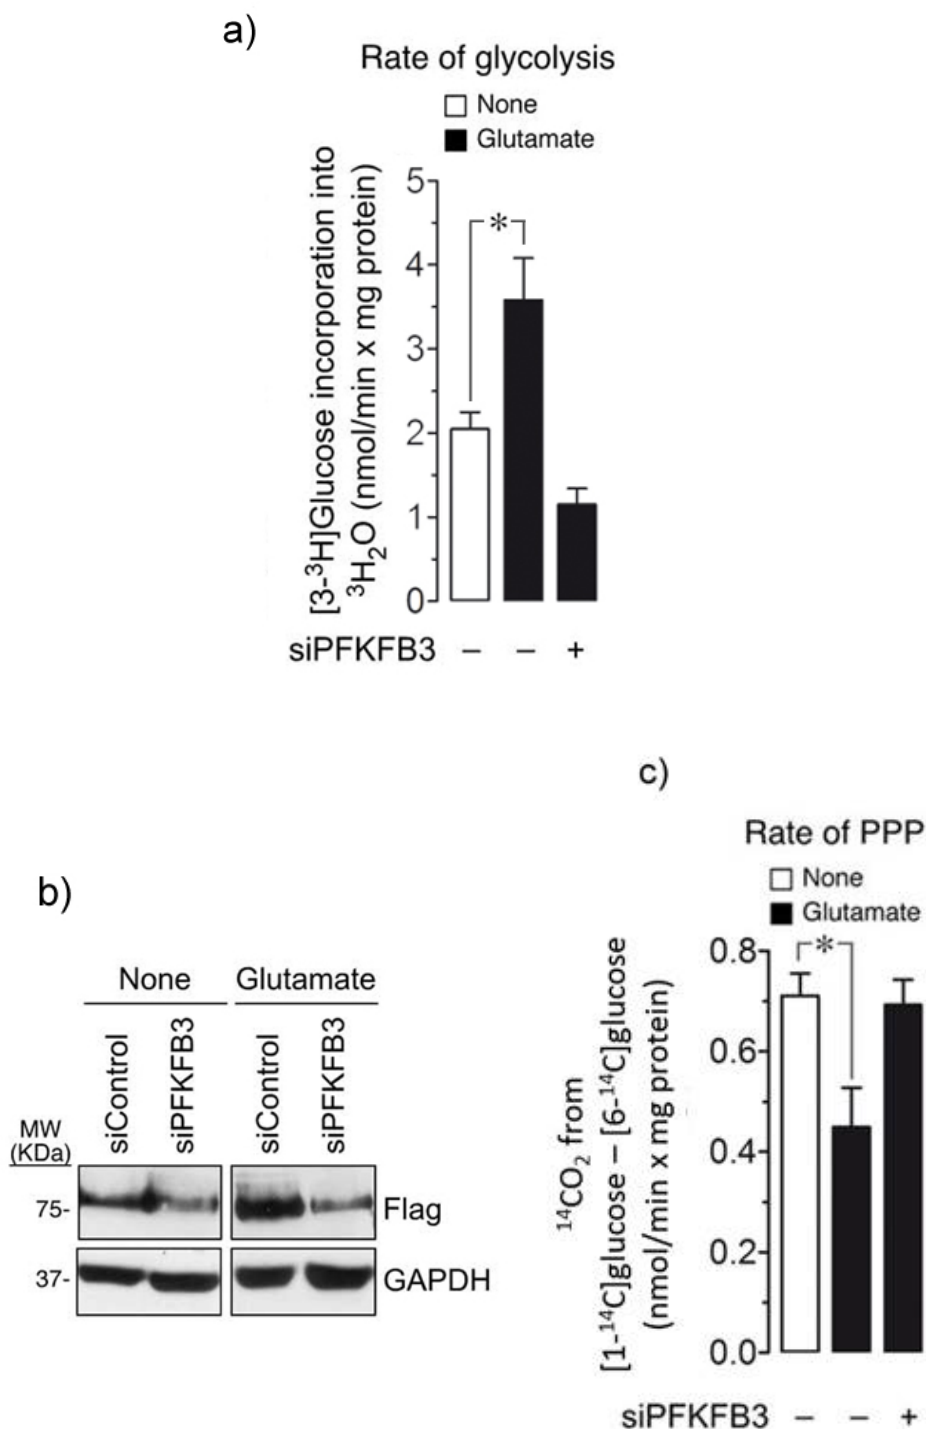 a)
Rate of glycolysis
None
Glutamate
[3-³H]Glucose incorporation into
³H₂O (nmol/min x mg protein)
5
4
3
2
1
0
*
siPFKFB3 – – +
b)
None Glutamate
siControl siPFKFB3 siControl siPFKFB3
MW
(KDa)
75- Flag
37- GAPDH
c)
Rate of PPP
None
Glutamate
¹⁴CO₂ from
[1-¹⁴C]glucose – [6-¹⁴C]glucose
(nmol/min x mg protein)
0.8
0.6
0.4
0.2
0.0
*
siPFKFB3 – – +